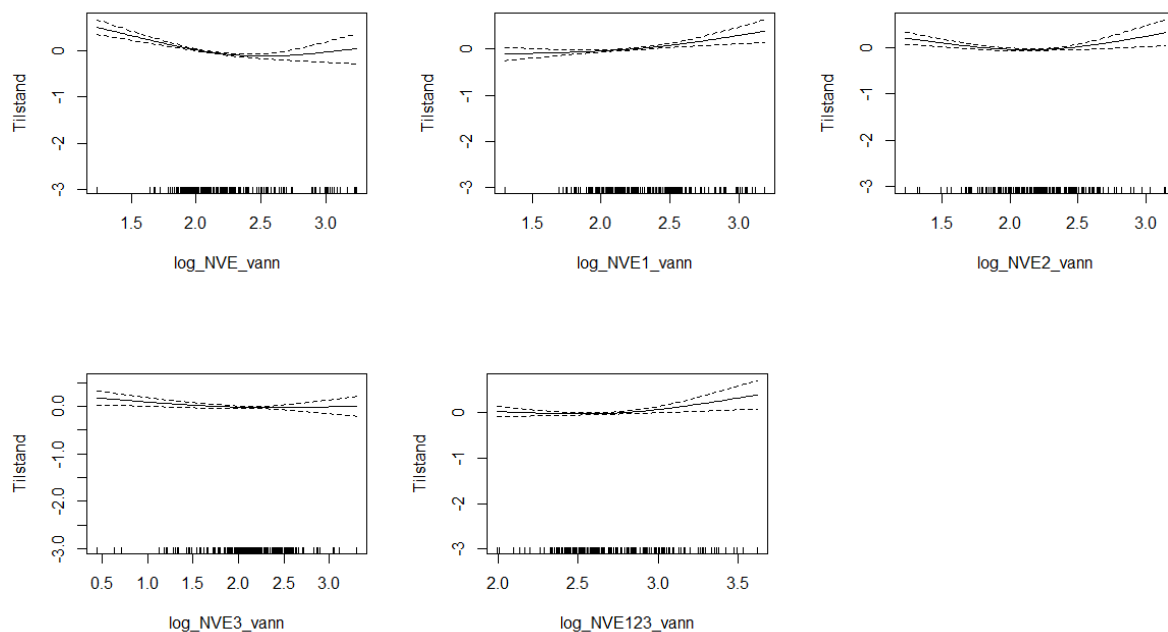 Tilstand
0
-1
-2
-3
1.5 2.0 2.5 3.0
log_NVE_vann
Tilstand
0
-1
-2
-3
1.5 2.0 2.5 3.0
log_NVE1_vann
Tilstand
0
-1
-2
-3
1.5 2.0 2.5 3.0
log_NVE2_vann
Tilstand
0.0
-1.0
-2.0
-3.0
0.5 1.0 1.5 2.0 2.5 3.0
log_NVE3_vann
Tilstand
0
-1
-2
-3
2.0 2.5 3.0 3.5
log_NVE123_vann